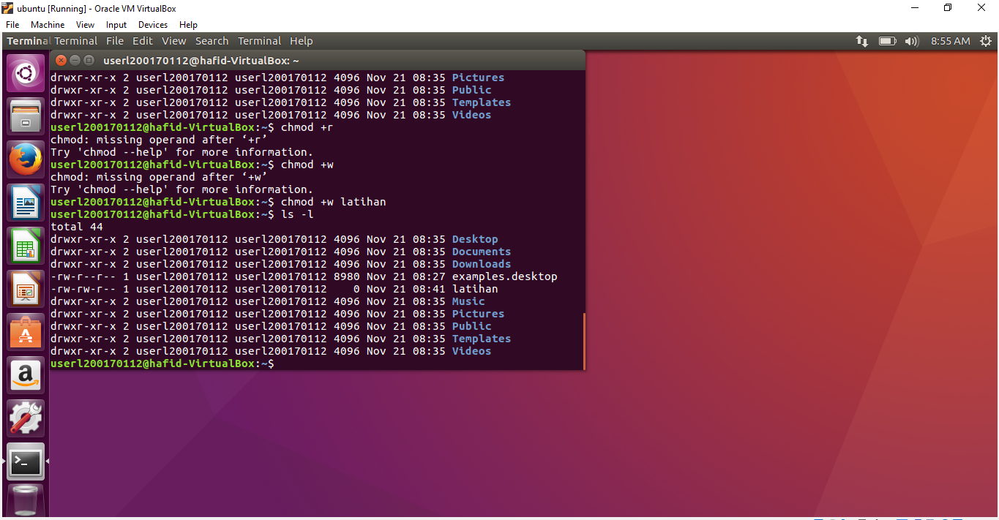 ubuntu [Running] - Oracle VM VirtualBox
File Machine View Input Devices Help
Terminal Terminal File Edit View Search Terminal Help 8:55 AM
userl200170112@hafid-VirtualBox: ~
drwxr-xr-x 2 userl200170112 userl200170112 4096 Nov 21 08:35 Pictures
drwxr-xr-x 2 userl200170112 userl200170112 4096 Nov 21 08:35 Public
drwxr-xr-x 2 userl200170112 userl200170112 4096 Nov 21 08:35 Templates
drwxr-xr-x 2 userl200170112 userl200170112 4096 Nov 21 08:35 Videos
userl200170112@hafid-VirtualBox:~$ chmod +r
chmod: missing operand after ‘+r’
Try 'chmod --help' for more information.
userl200170112@hafid-VirtualBox:~$ chmod +w
chmod: missing operand after ‘+w’
Try 'chmod --help' for more information.
userl200170112@hafid-VirtualBox:~$ chmod +w latihan
userl200170112@hafid-VirtualBox:~$ ls -l
total 44
drwxr-xr-x 2 userl200170112 userl200170112 4096 Nov 21 08:35 Desktop
drwxr-xr-x 2 userl200170112 userl200170112 4096 Nov 21 08:35 Documents
drwxr-xr-x 2 userl200170112 userl200170112 4096 Nov 21 08:35 Downloads
-rw-r--r-- 1 userl200170112 userl200170112 8980 Nov 21 08:27 examples.desktop
-rw-rw-r-- 1 userl200170112 userl200170112    0 Nov 21 08:41 latihan
drwxr-xr-x 2 userl200170112 userl200170112 4096 Nov 21 08:35 Music
drwxr-xr-x 2 userl200170112 userl200170112 4096 Nov 21 08:35 Pictures
drwxr-xr-x 2 userl200170112 userl200170112 4096 Nov 21 08:35 Public
drwxr-xr-x 2 userl200170112 userl200170112 4096 Nov 21 08:35 Templates
drwxr-xr-x 2 userl200170112 userl200170112 4096 Nov 21 08:35 Videos
userl200170112@hafid-VirtualBox:~$